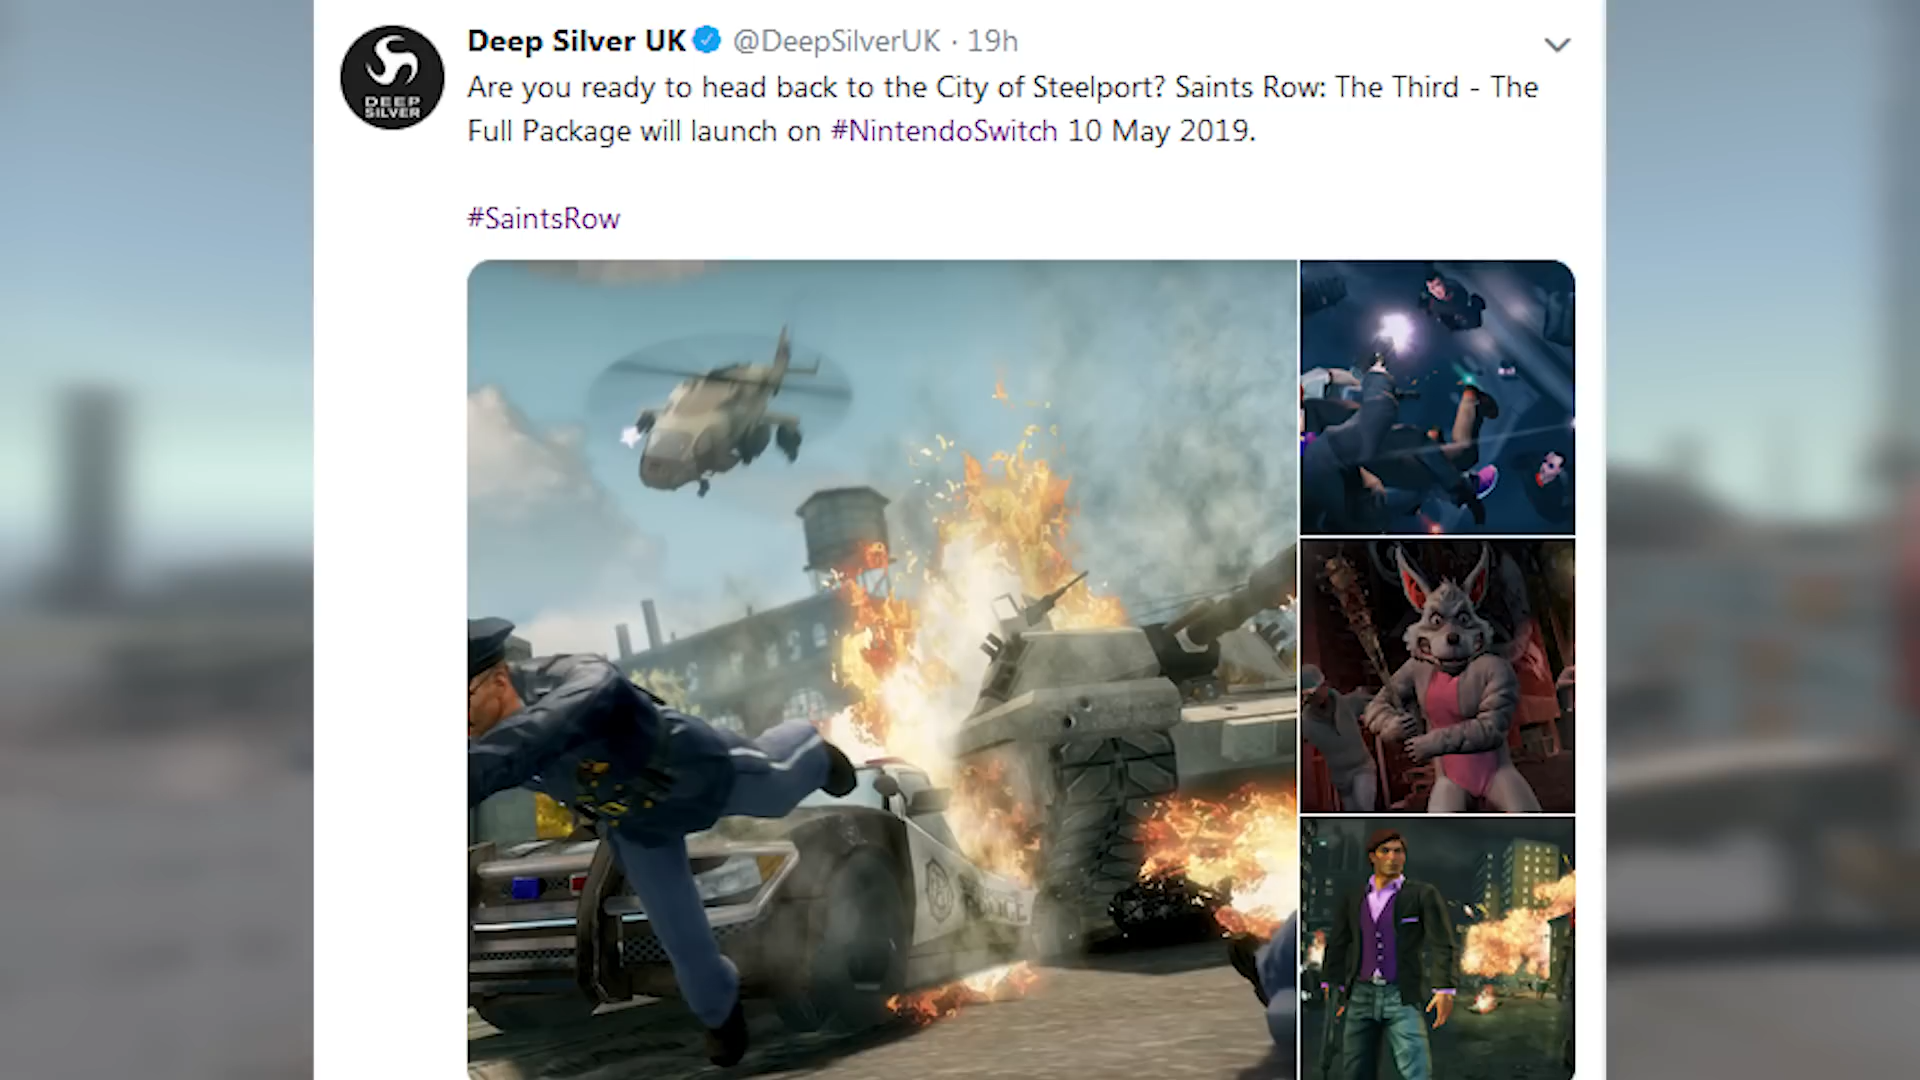 Deep Silver UK @DeepSilverUK · 19h
Are you ready to head back to the City of Steelport? Saints Row: The Third - The
Full Package will launch on #NintendoSwitch 10 May 2019.
#SaintsRow
DEEP
SILVER
POLICE